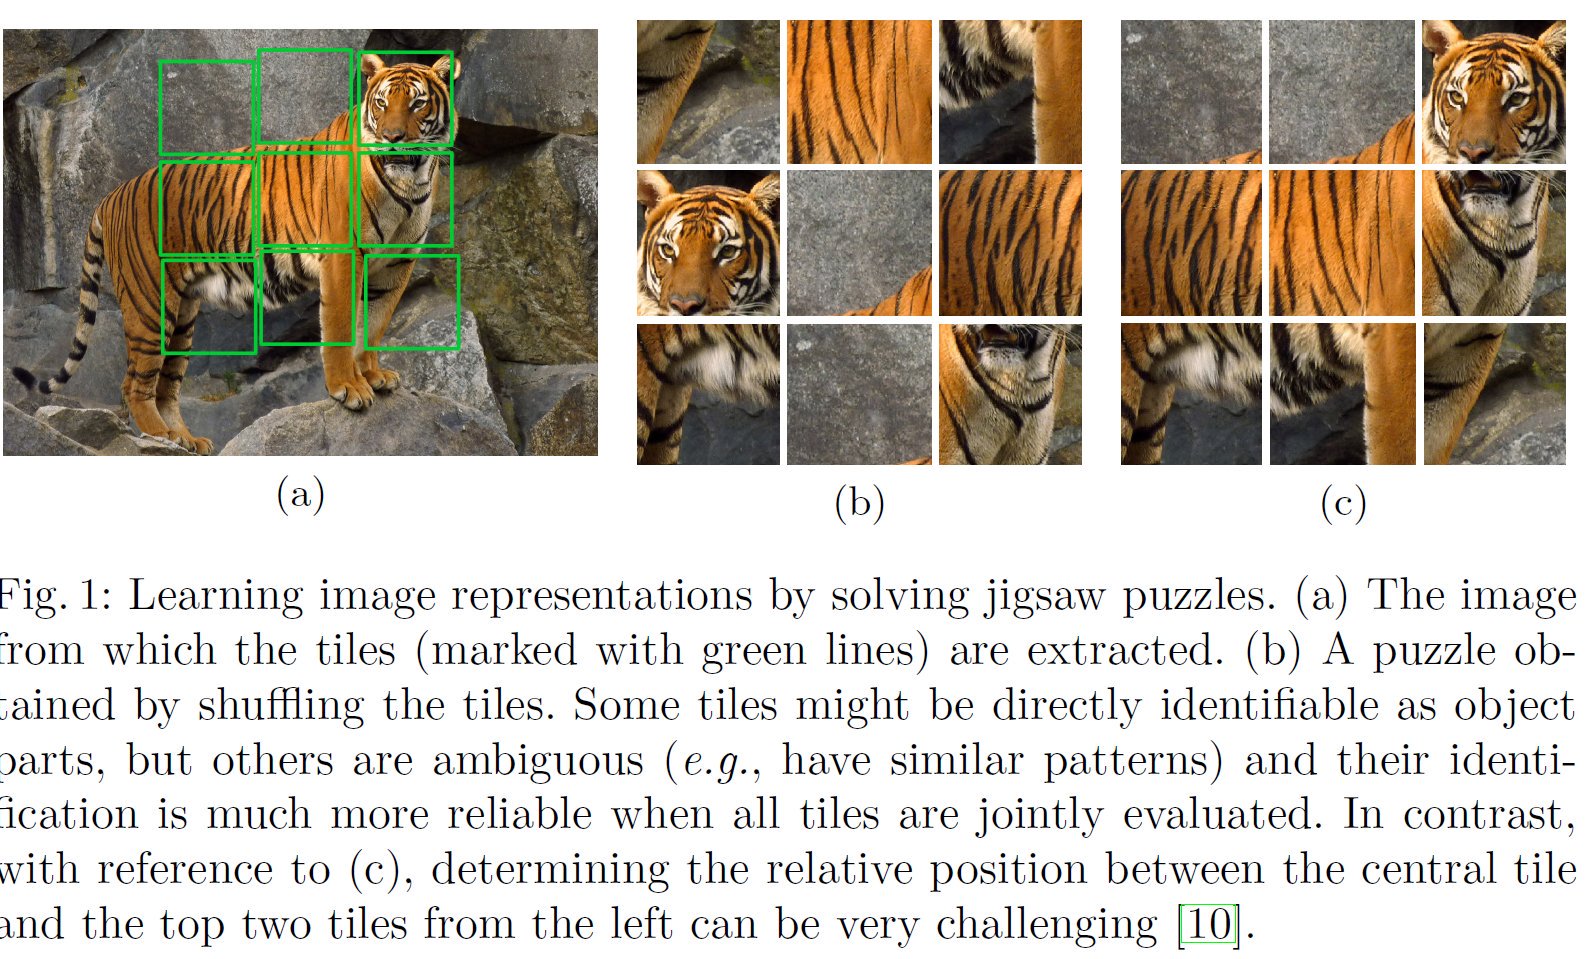 (a)
(b)
(c)
Fig. 1: Learning image representations by solving jigsaw puzzles. (a) The image
from which the tiles (marked with green lines) are extracted. (b) A puzzle ob-
tained by shuffling the tiles. Some tiles might be directly identifiable as object
parts, but others are ambiguous (e.g., have similar patterns) and their identi-
fication is much more reliable when all tiles are jointly evaluated. In contrast,
with reference to (c), determining the relative position between the central tile
and the top two tiles from the left can be very challenging [10].